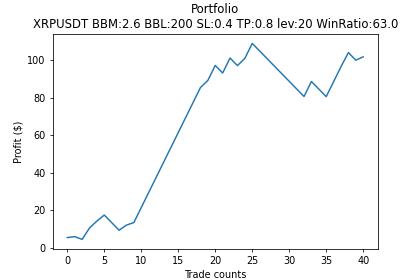 Portfolio
XRPUSDT BBM:2.6 BBL:200 SL:0.4 TP:0.8 lev:20 WinRatio:63.0
100
80
60
40
20
0
Profit ($)
0 5 10 15 20 25 30 35 40
Trade counts